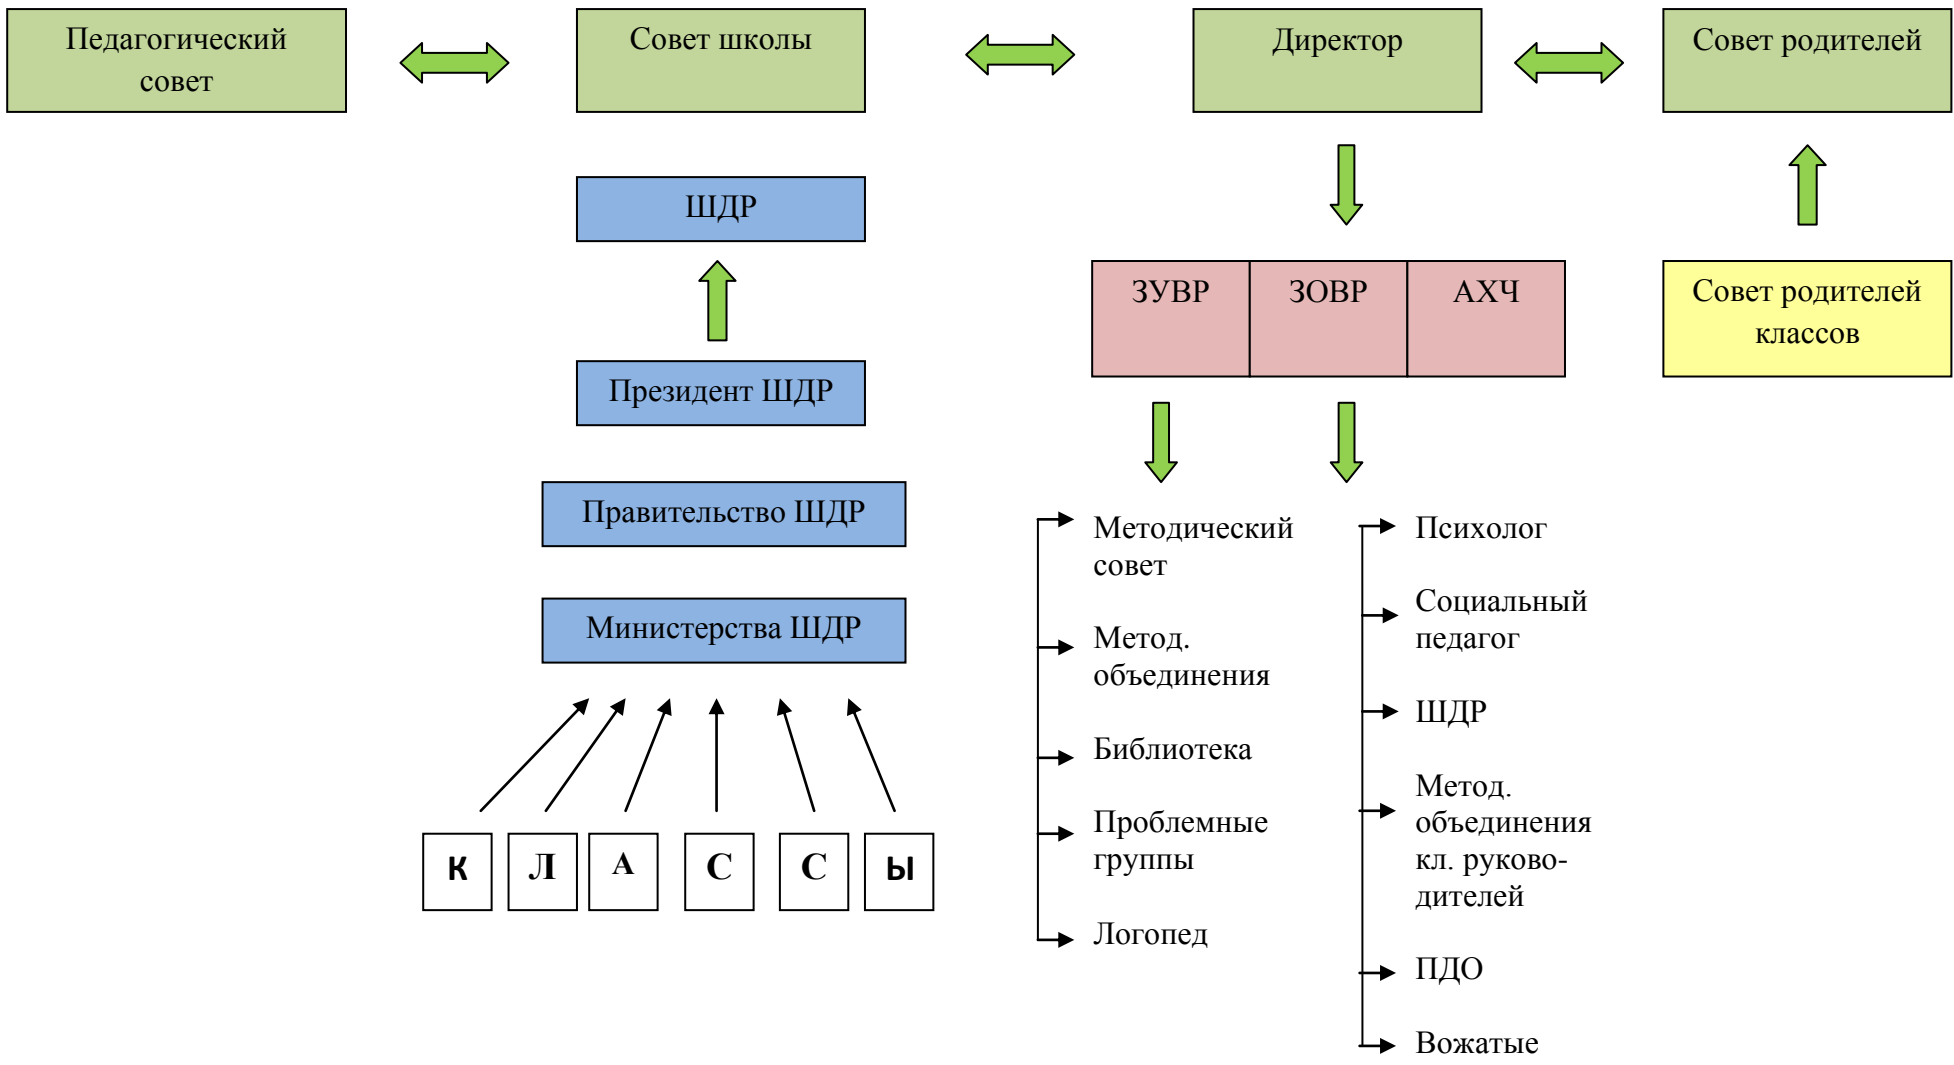 Педагогический
совет
Совет школы
Директор
Совет родителей
ШДР
ЗУВР
ЗОВР
АХЧ
Совет родителей
классов
Президент ШДР
Правительство ШДР
Министерства ШДР
К Л А С С Ы
Методический
совет
Метод.
объединения
Библиотека
Проблемные
группы
Логопед
Психолог
Социальный
педагог
ШДР
Метод.
объединения
кл. руково-
дителей
ПДО
Вожатые